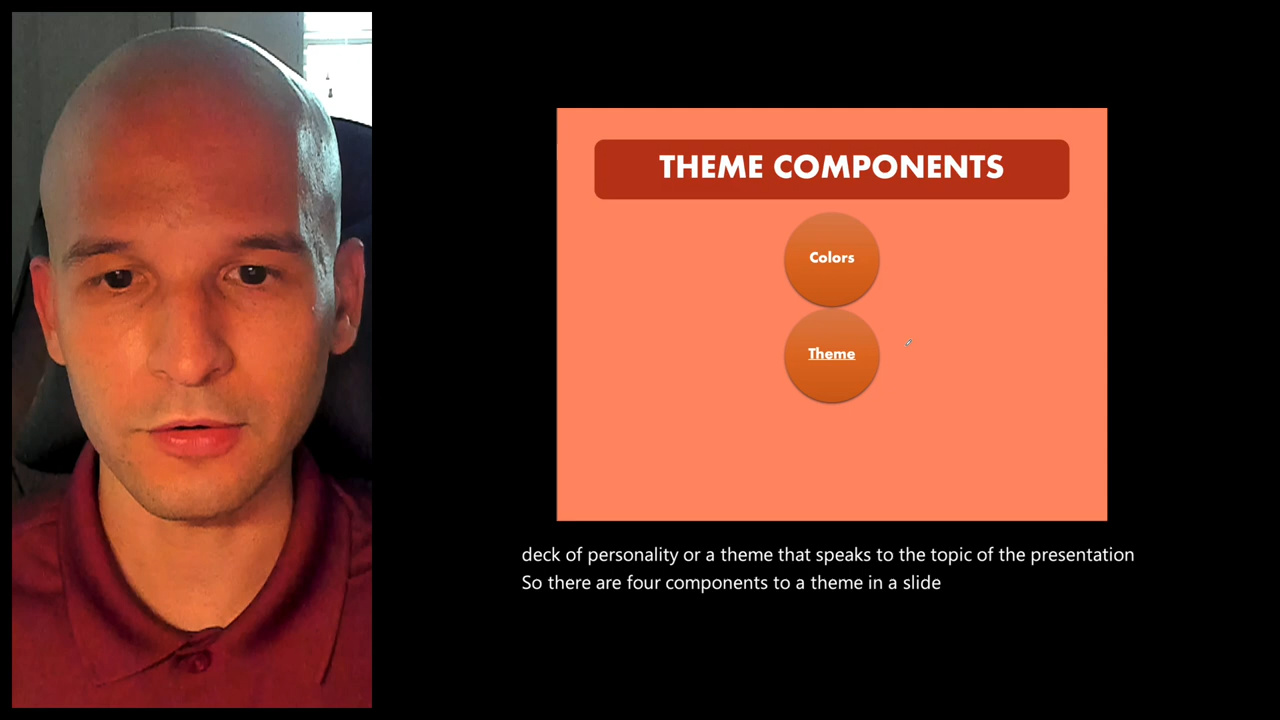 THEME COMPONENTS
Colors
Theme
deck of personality or a theme that speaks to the topic of the presentation
So there are four components to a theme in a slide